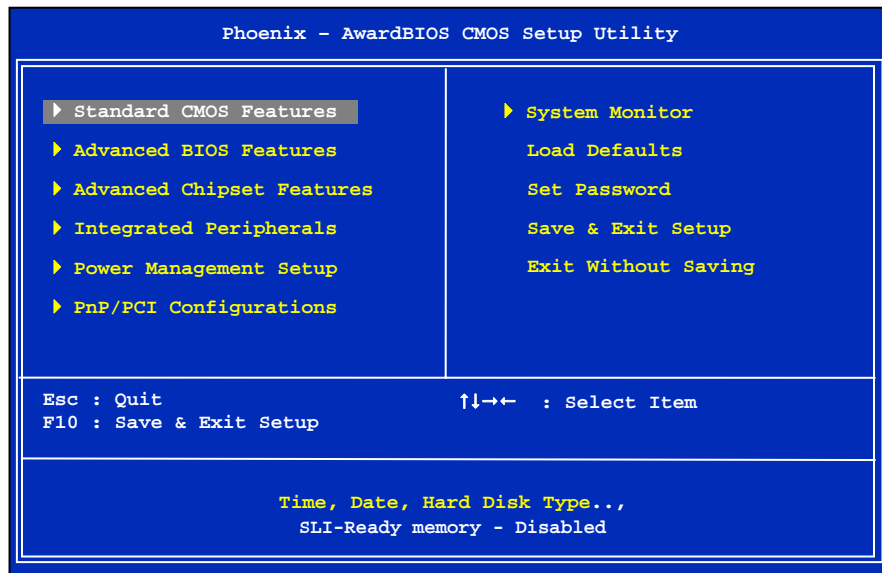 Phoenix – AwardBIOS CMOS Setup Utility
Standard CMOS Features
Advanced BIOS Features
Advanced Chipset Features
Integrated Peripherals
Power Management Setup
PnP/PCI Configurations
System Monitor
Load Defaults
Set Password
Save & Exit Setup
Exit Without Saving
Esc : Quit
F10 : Save & Exit Setup
↑↓→← : Select Item
Time, Date, Hard Disk Type..,
SLI-Ready memory - Disabled